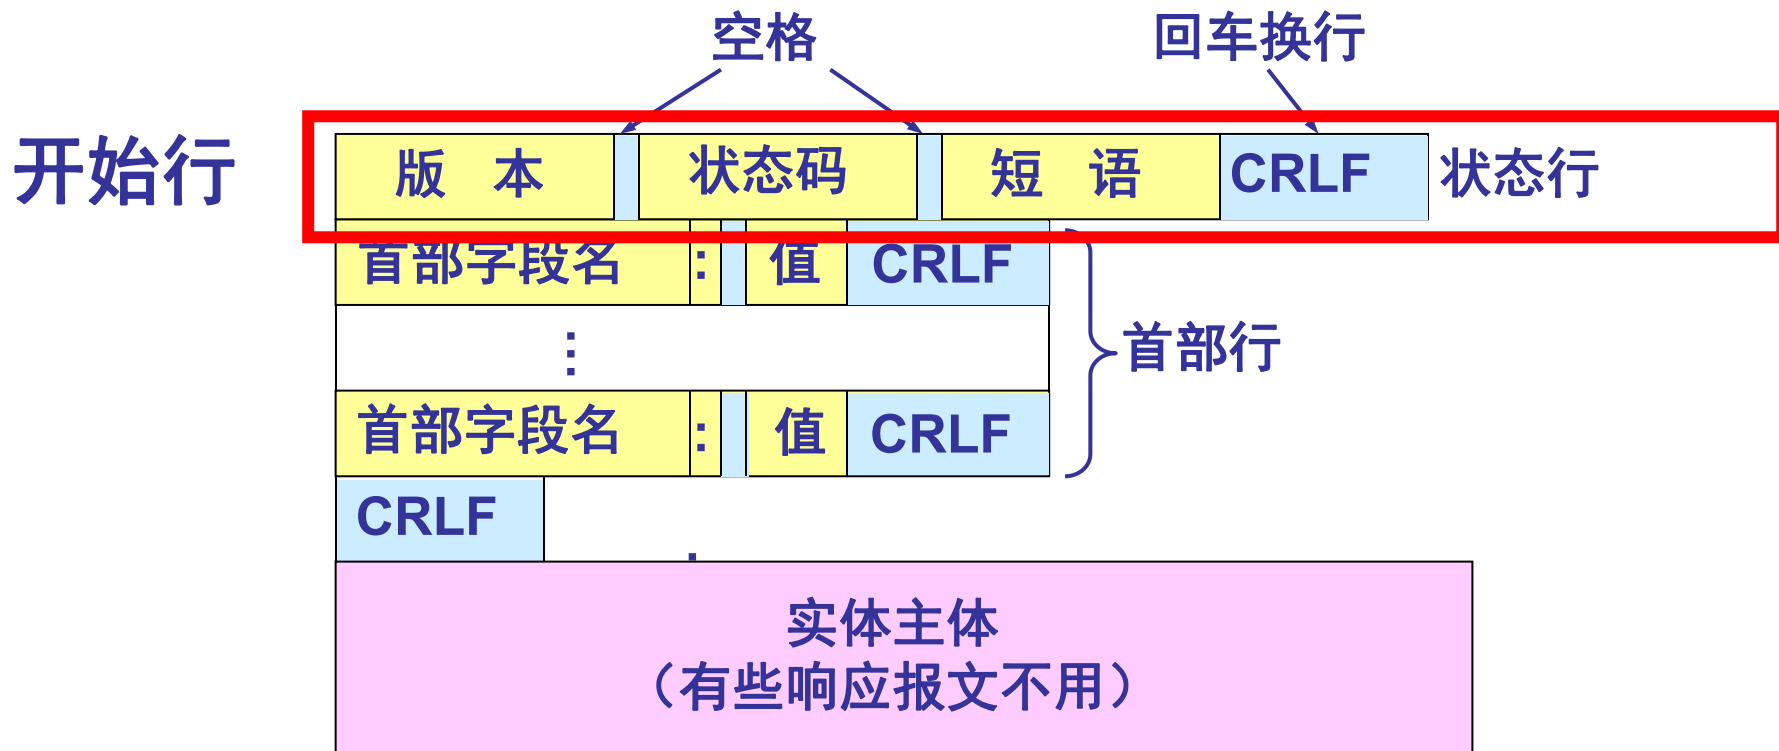 空格 回车换行
开始行 版 本 状态码 短 语 CRLF 状态行
首部字段名 : 值 CRLF
⋮
首部行
首部字段名 : 值 CRLF
CRLF
实体主体
（有些响应报文不用）